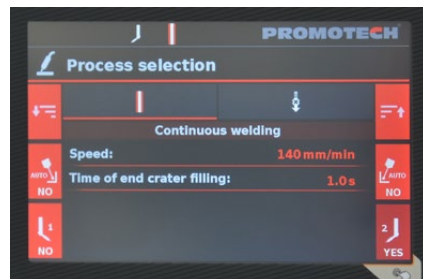 PROMOTECH
Process selection
Continuous welding
Speed: 140 mm/min
Time of end crater filling: 1.0 s
AUTO
NO
AUTO
NO
1
NO
2
YES